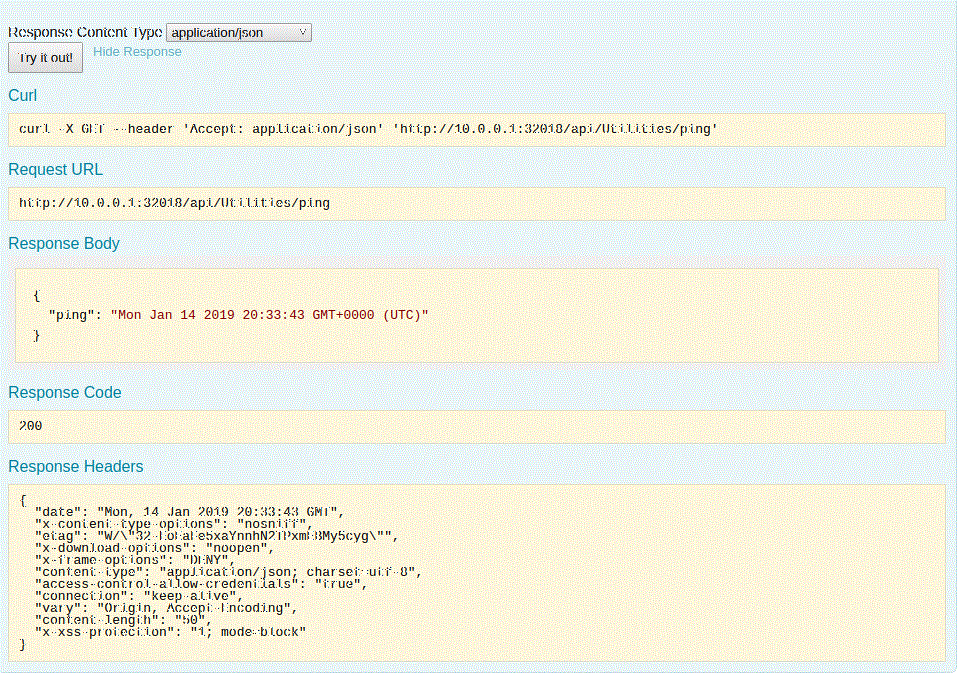 Response Content Type application/json
Try it out! Hide Response
Curl
curl -X GET --header 'Accept: application/json' 'http://10.0.0.1:32018/api/Utilities/ping'
Request URL
http://10.0.0.1:32018/api/Utilities/ping
Response Body
{
"ping": "Mon Jan 14 2019 20:33:43 GMT+0000 (UTC)"
}
Response Code
200
Response Headers
{
"date": "Mon, 14 Jan 2019 20:33:43 GMT",
"x-content-type-options": "nosniff",
"etag":
"x-download-options": "noopen",
"x-frame-options": "DENY",
"content-type": "application/json; charset=utf-8",
"access-control-allow-credentials": "true",
"connection": "keep-alive",
"vary": "Origin, Accept-Encoding",
"content-length": "50",
"x-xss-protection": "1; mode=block"
}